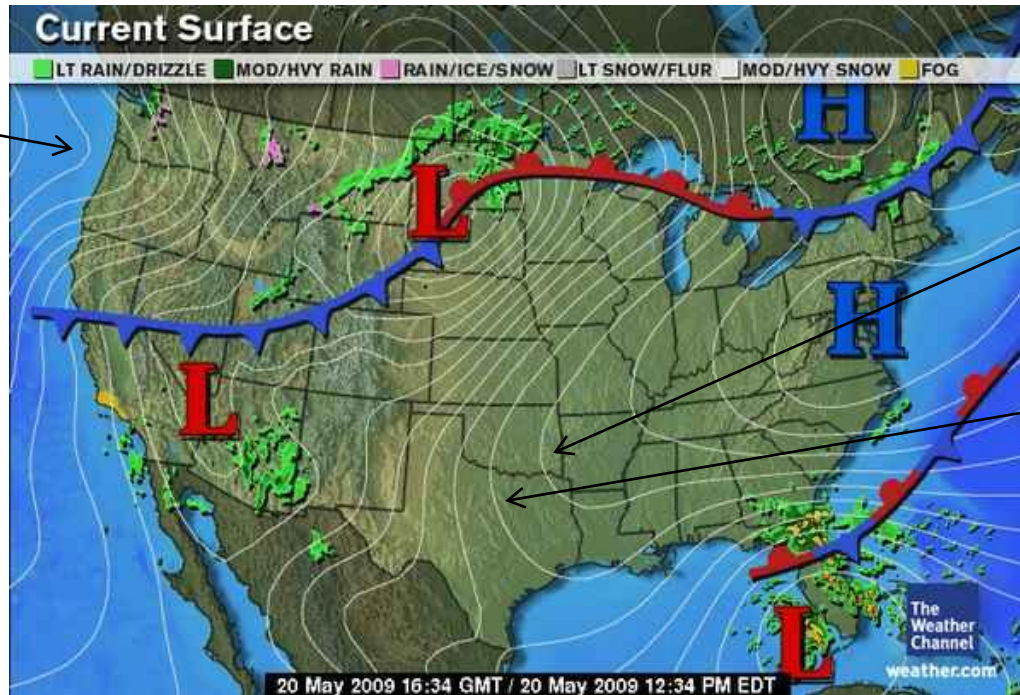 Current Surface
LT RAIN/DRIZZLE MOD/HVY RAIN RAIN/ICE/SNOW LT SNOW/FLUR MOD/HVY SNOW FOG
H
L
H
L
L
The
Weather
Channel
weather.com
20 May 2009 16:34 GMT / 20 May 2009 12:34 PM EDT